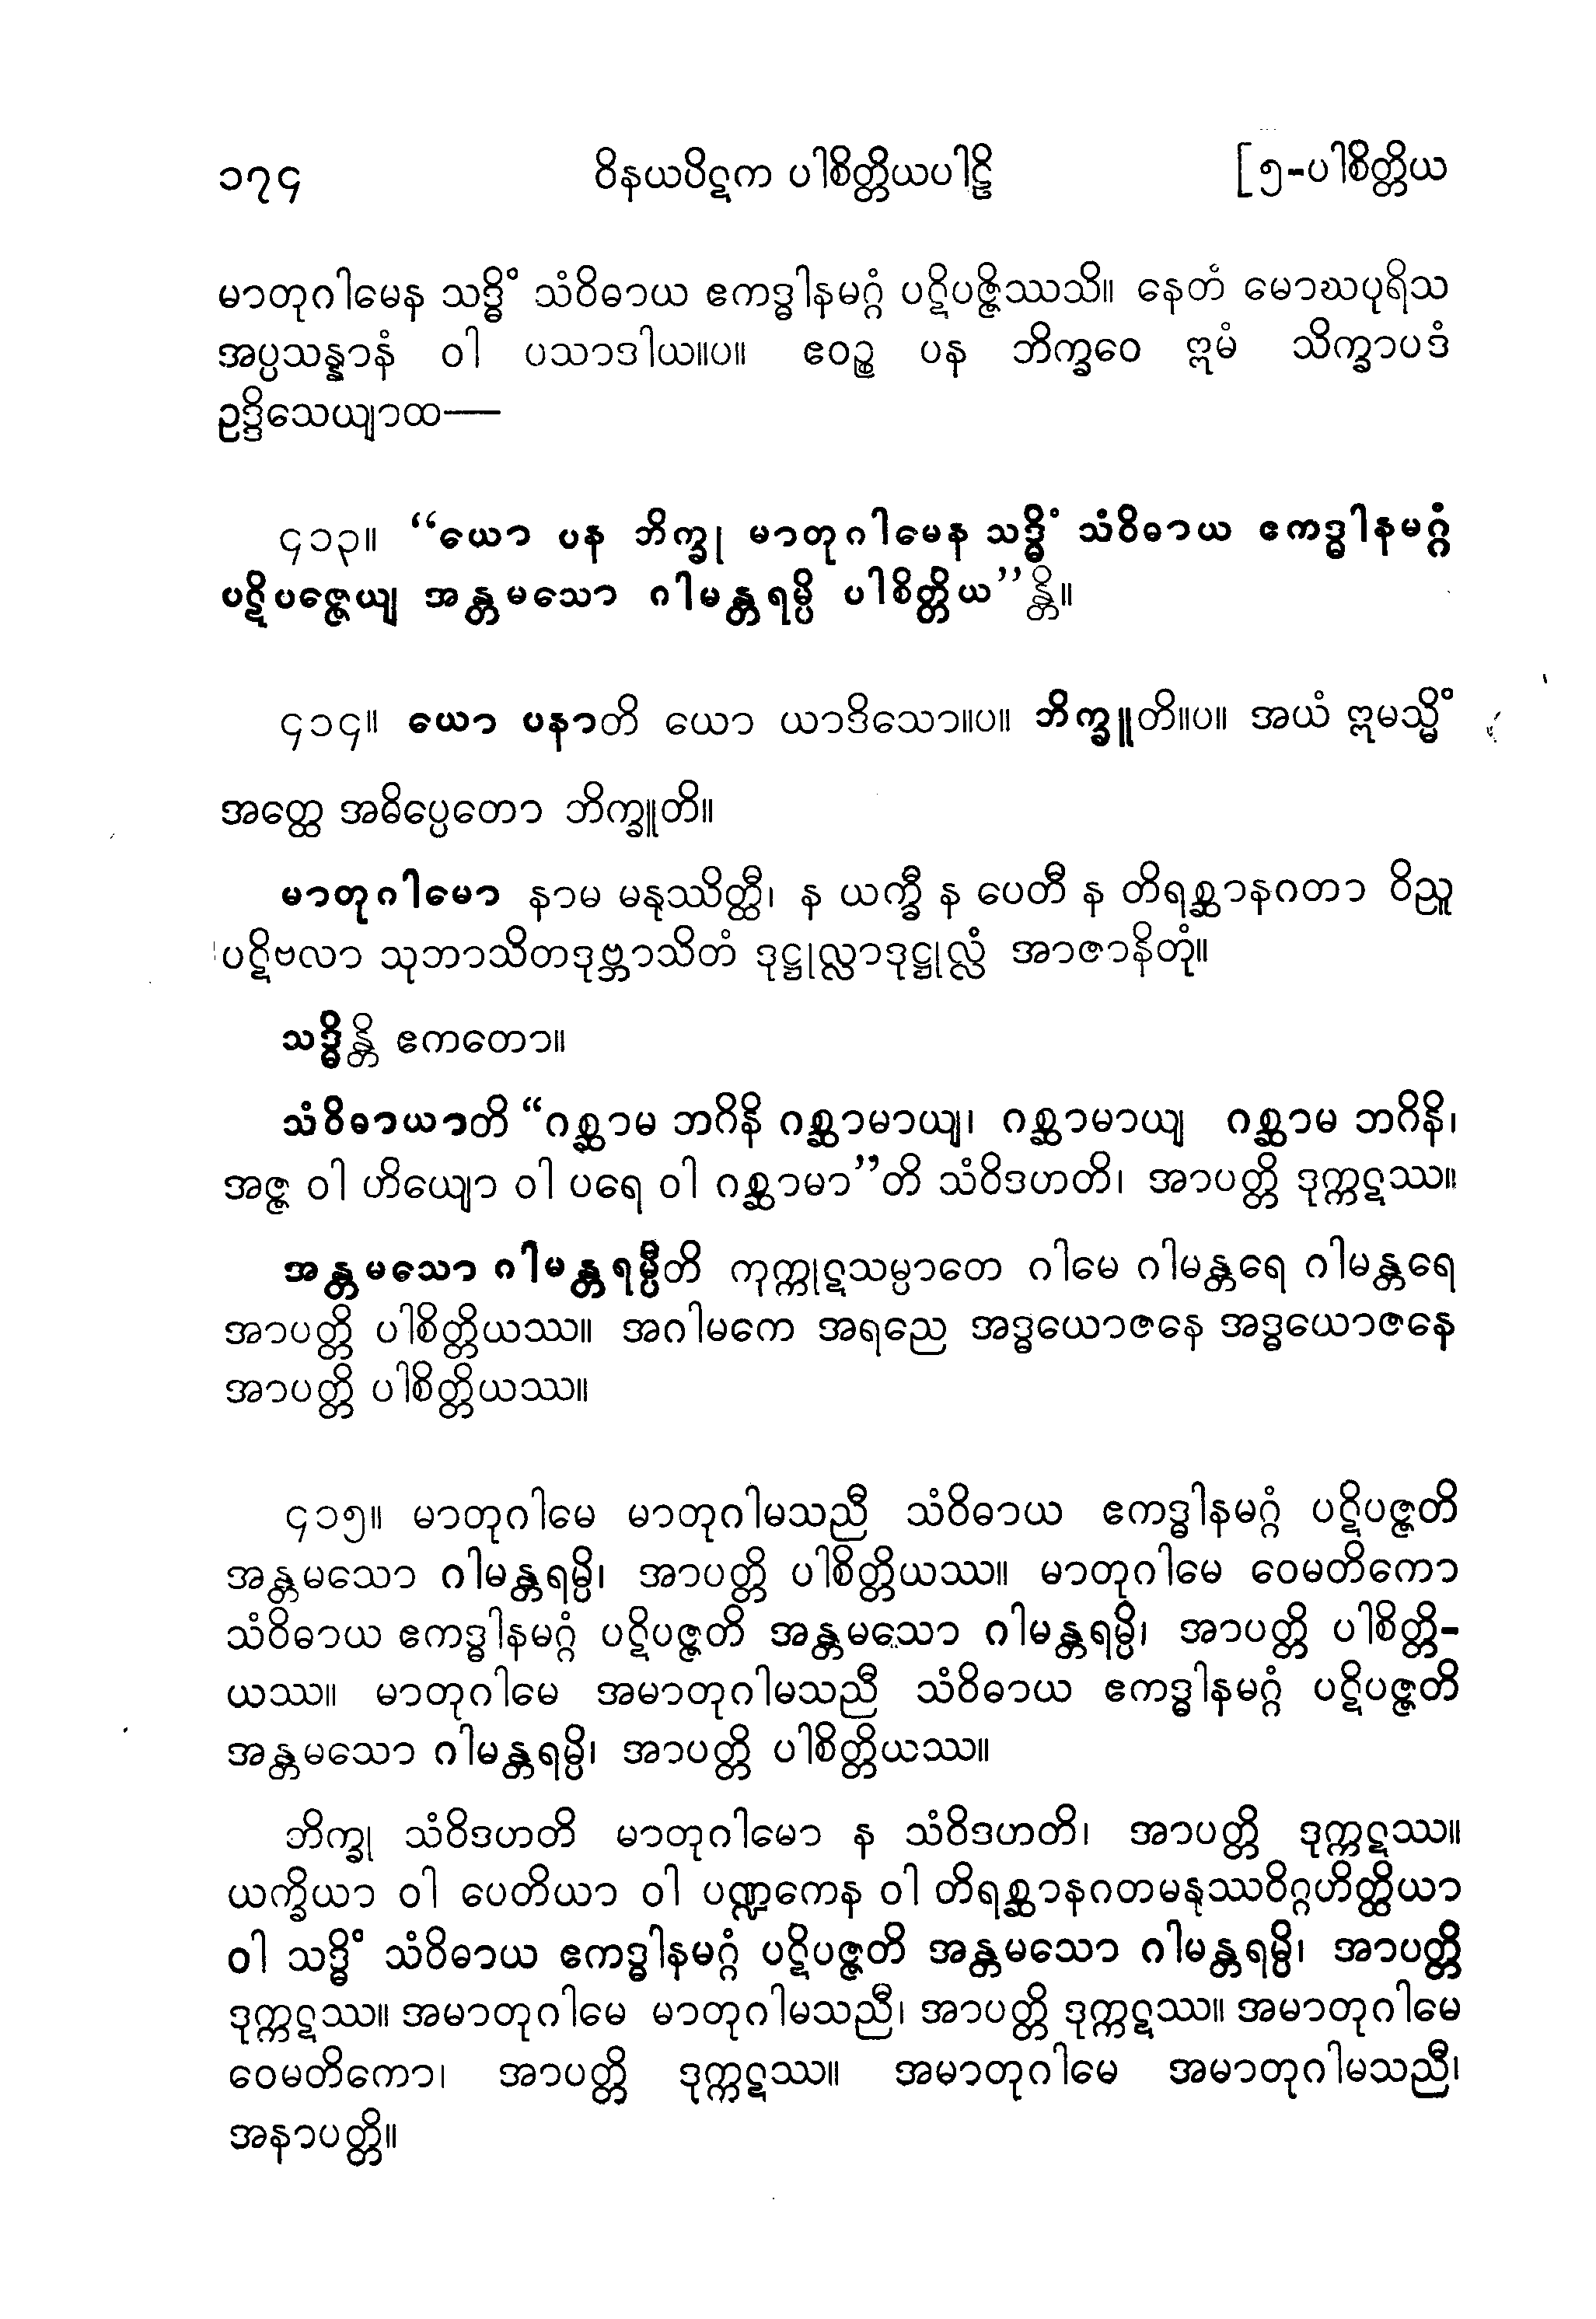 ၁၇၄ ဝိနယပိဋက ပါစိတ္တိယပါဠိ [၅-ပါစိတ္တိယ
မာတုဂါမေန သဒ္ဓိံ သံဝိဓာယ ဧကဒ္ဓါနမဂ္ဂံ ပဋိပဇ္ဇိဿသိ။ နေတံ မောဃပုရိသ
အပ္ပသန္နာနံ ဝါ ပသာဒါယ။ပ။ ဧဝဉ္စ ပန ဘိက္ခဝေ ဣမံ သိက္ခာပဒံ
ဥဒ္ဒိသေယျာထ—
၄၁၃။ “ယော ပန ဘိက္ခု မာတုဂါမေန သဒ္ဓိံ သံဝိဓာယ ဧကဒ္ဓါနမဂ္ဂံ
ပဋိပဇ္ဇေယျ အန္တမသော ဂါမန္တရမ္ပိ ပါစိတ္တိယ”န္တိ။
၄၁၄။ ယော ပနာတိ ယော ယာဒိသော။ပ။ ဘိက္ခူတိ။ပ။ အယံ ဣမသ္မိံ
အတ္ထေ အဓိပ္ပေတော ဘိက္ခူတိ။
မာတုဂါမော နာမ မနုဿိတ္ထီ၊ န ယက္ခီ န ပေတီ န တိရစ္ဆာနဂတာ ဝိညူ
ပဋိဗလာ သုဘာသိတဒုဗ္ဘာသိတံ ဒုဋ္ဌုလ္လာဒုဋ္ဌုလ္လံ အာဇာနိတုံ။
သဒ္ဓိန္တိ ဧကတော။
သံဝိဓာယာတိ “ဂစ္ဆာမ ဘဂိနိ ဂစ္ဆာမာယျ၊ ဂစ္ဆာမာယျ ဂစ္ဆာမ ဘဂိနိ၊
အဇ္ဇ ဝါ ဟိယျော ဝါ ပရေ ဝါ ဂစ္ဆာမာ”တိ သံဝိဒဟတိ၊ အာပတ္တိ ဒုက္ကဋဿ။
အန္တမသော ဂါမန္တရမ္ပီတိ ကုက္ကုဋသမ္ပာတေ ဂါမေ ဂါမန္တရေ ဂါမန္တရေ
အာပတ္တိ ပါစိတ္တိယဿ။ အဂါမကေ အရညေ အဒ္ဓယောဇနေ အဒ္ဓယောဇနေ
အာပတ္တိ ပါစိတ္တိယဿ။
၄၁၅။ မာတုဂါမေ မာတုဂါမသညီ သံဝိဓာယ ဧကဒ္ဓါနမဂ္ဂံ ပဋိပဇ္ဇတိ
အန္တမသော ဂါမန္တရမ္ပိ၊ အာပတ္တိ ပါစိတ္တိယဿ။ မာတုဂါမေ ဝေမတိကော
သံဝိဓာယ ဧကဒ္ဓါနမဂ္ဂံ ပဋိပဇ္ဇတိ အန္တမသော ဂါမန္တရမ္ပိ၊ အာပတ္တိ ပါစိတ္တိ-
ယဿ။ မာတုဂါမေ အမာတုဂါမသညီ သံဝိဓာယ ဧကဒ္ဓါနမဂ္ဂံ ပဋိပဇ္ဇတိ
အန္တမသော ဂါမန္တရမ္ပိ၊ အာပတ္တိ ပါစိတ္တိယဿ။
ဘိက္ခု သံဝိဒဟတိ မာတုဂါမော န သံဝိဒဟတိ၊ အာပတ္တိ ဒုက္ကဋဿ။
ယက္ခိယာ ဝါ ပေတိယာ ဝါ ပဏ္ဍကေန ဝါ တိရစ္ဆာနဂတမနုဿဝိဂ္ဂဟိတ္ထိယာ
ဝါ သဒ္ဓိံ သံဝိဓာယ ဧကဒ္ဓါနမဂ္ဂံ ပဋိပဇ္ဇတိ အန္တမသော ဂါမန္တရမ္ပိ၊ အာပတ္တိ
ဒုက္ကဋဿ။ အမာတုဂါမေ မာတုဂါမသညီ၊ အာပတ္တိ ဒုက္ကဋဿ။ အမာတုဂါမေ
ဝေမတိကော၊ အာပတ္တိ ဒုက္ကဋဿ။ အမာတုဂါမေ အမာတုဂါမသညီ၊
အနာပတ္တိ။